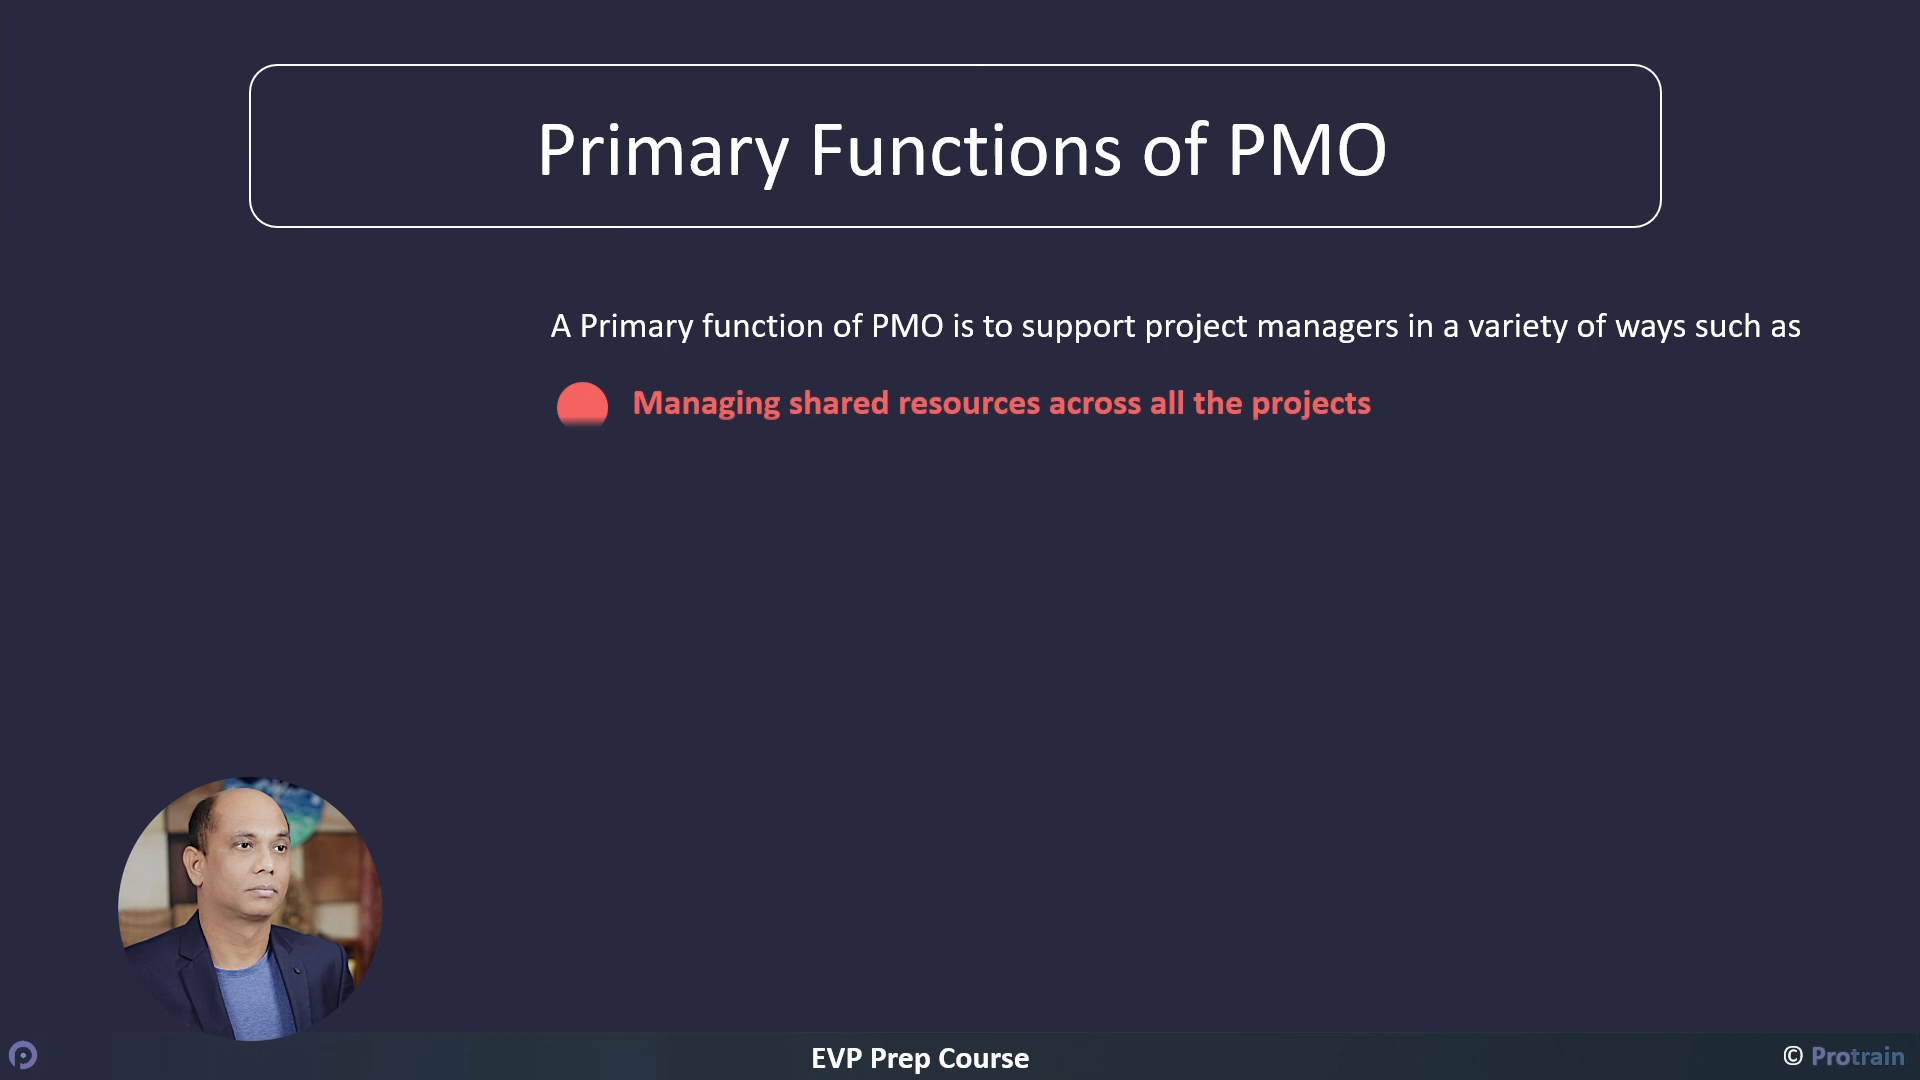 Primary Functions of PMO
A Primary function of PMO is to support project managers in a variety of ways such as
Managing shared resources across all the projects
EVP Prep Course
© Protrain